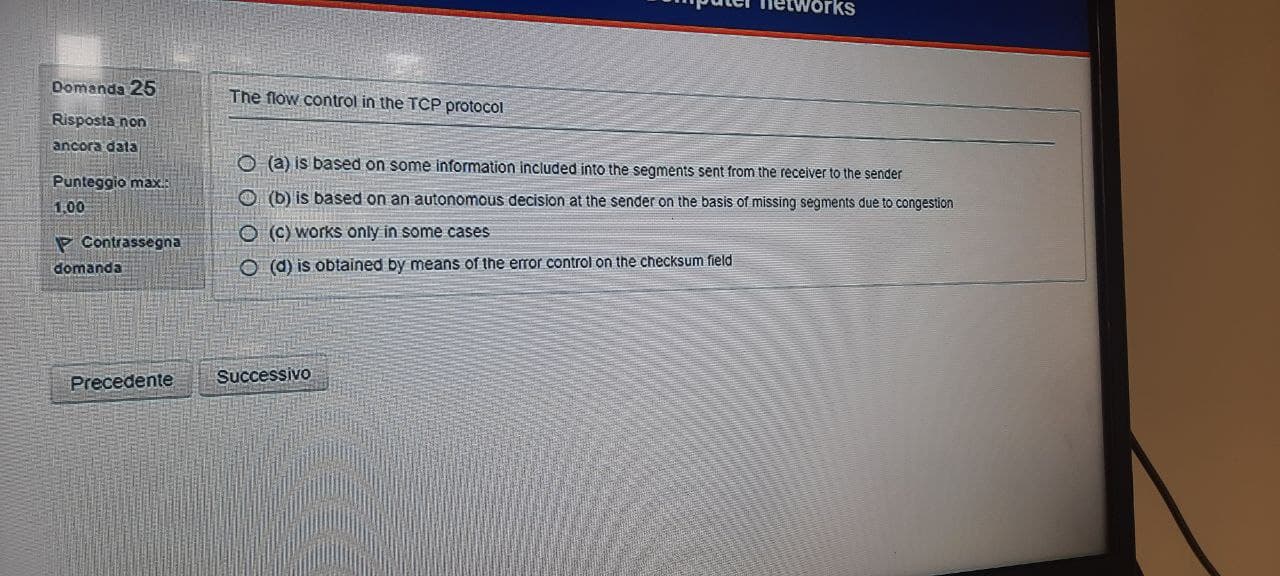 Computer networks
Domanda 25
Risposta non
ancora data
Punteggio max.:
1,00
Contrassegna
domanda
The flow control in the TCP protocol
(a) is based on some information included into the segments sent from the receiver to the sender
(b) is based on an autonomous decision at the sender on the basis of missing segments due to congestion
(c) works only in some cases
(d) is obtained by means of the error control on the checksum field
Precedente
Successivo